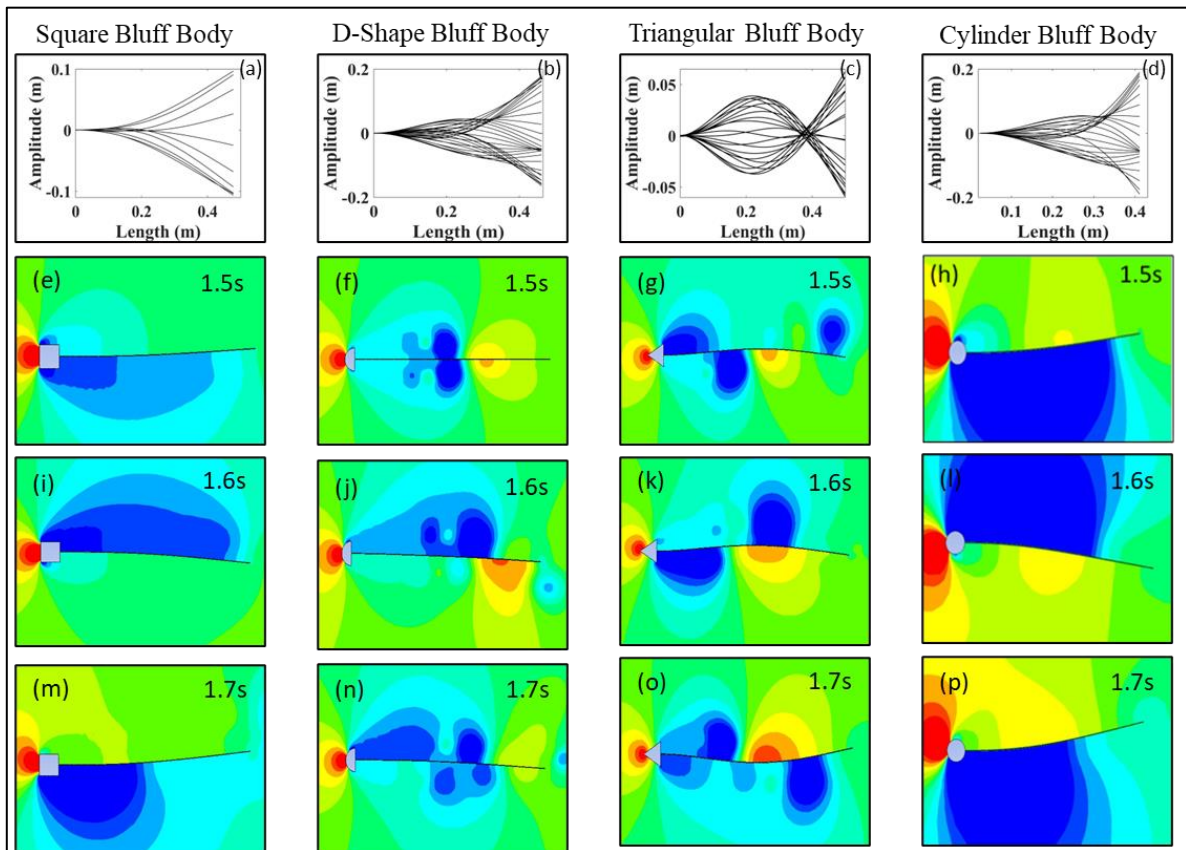 Square Bluff Body
D-Shape Bluff Body
Triangular Bluff Body
Cylinder Bluff Body
(a)
0.1
0
-0.1
Amplitude (m)
0
0.2
0.4
Length (m)
(b)
0.2
0
-0.2
Amplitude (m)
0
0.2
0.4
Length (m)
(c)
0.05
0
-0.05
Amplitude (m)
0
0.2
0.4
Length (m)
(d)
0.2
0
-0.2
Amplitude (m)
0.1
0.2
0.3
0.4
Length (m)
(e)
1.5s
(f)
1.5s
(g)
1.5s
(h)
1.5s
(i)
1.6s
(j)
1.6s
(k)
1.6s
(l)
1.6s
(m)
1.7s
(n)
1.7s
(o)
1.7s
(p)
1.7s